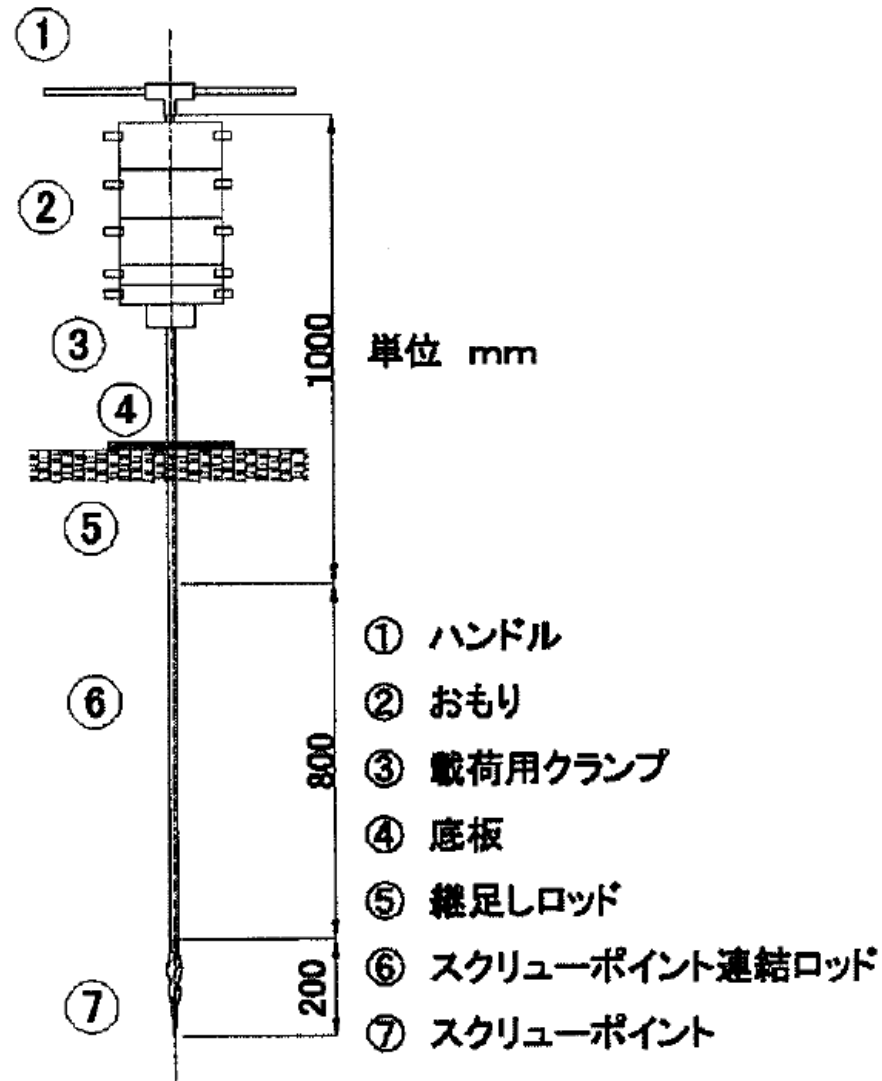 ①
②
③
④
⑤
⑥
⑦
1000
単位 mm
800
200
① ハンドル
② おもり
③ 載荷用クランプ
④ 底板
⑤ 継足しロッド
⑥ スクリューポイント連結ロッド
⑦ スクリューポイント